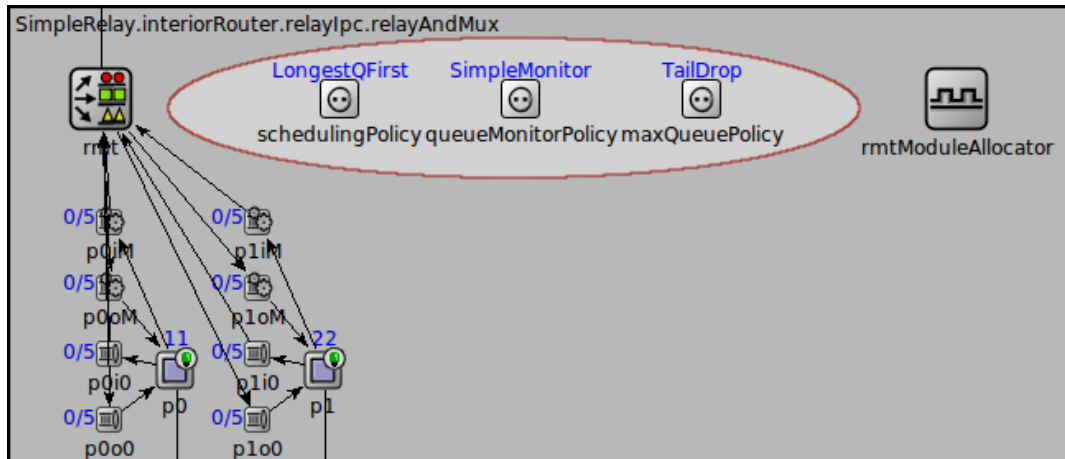 SimpleRelay.interiorRouter.relayIpc.relayAndMux
LongestQFirst SimpleMonitor TailDrop
schedulingPolicy queueMonitorPolicy maxQueuePolicy
rmt
rmtModuleAllocator
0/5 0/5
p0iM p1iM
0/5 0/5
p0oM p1oM
11 22
0/5 0/5
p0i0 p1i0
p0 p1
0/5 0/5
p0o0 p1o0